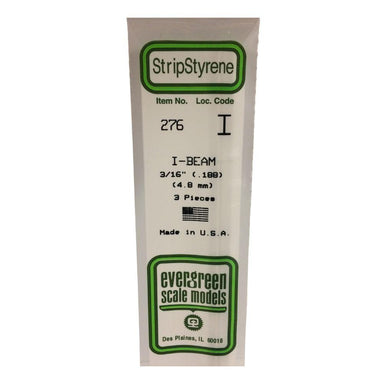 StripStyrene
Item No. Loc. Code
276 I
I-BEAM
3/16" (.188)
(4.8 mm)
3 Pieces
Made in U.S.A.
evergreen
scale models
Des Plaines, IL 60018